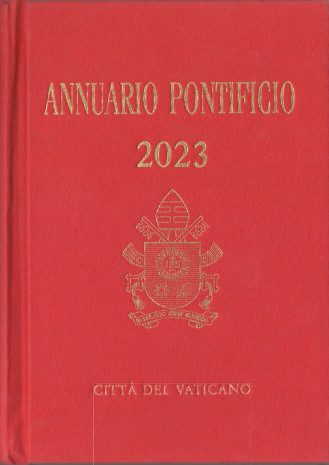 ANNUARIO PONTIFICIO
2023
CITTÀ DEL VATICANO